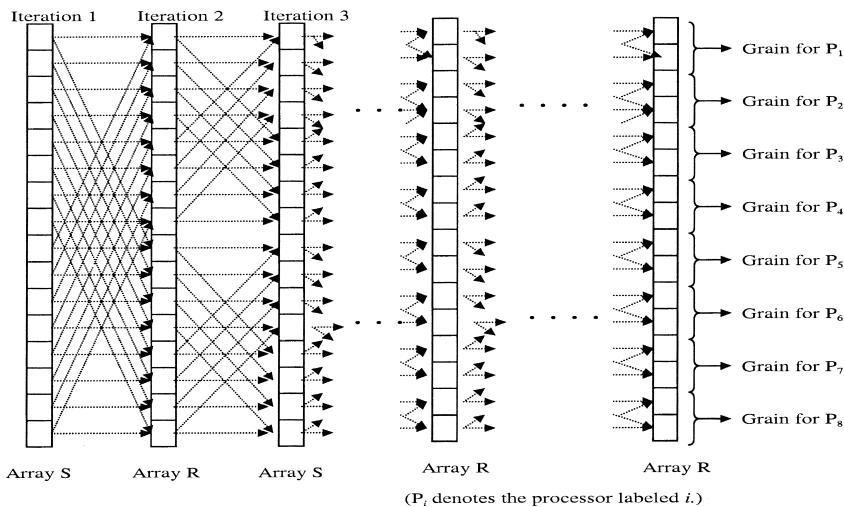 Iteration 1 Iteration 2 Iteration 3
Grain for P₁
Grain for P₂
Grain for P₃
Grain for P₄
Grain for P₅
Grain for P₆
Grain for P₇
Grain for P₈
Array S Array R Array S Array R Array R
(Pᵢ denotes the processor labeled i.)